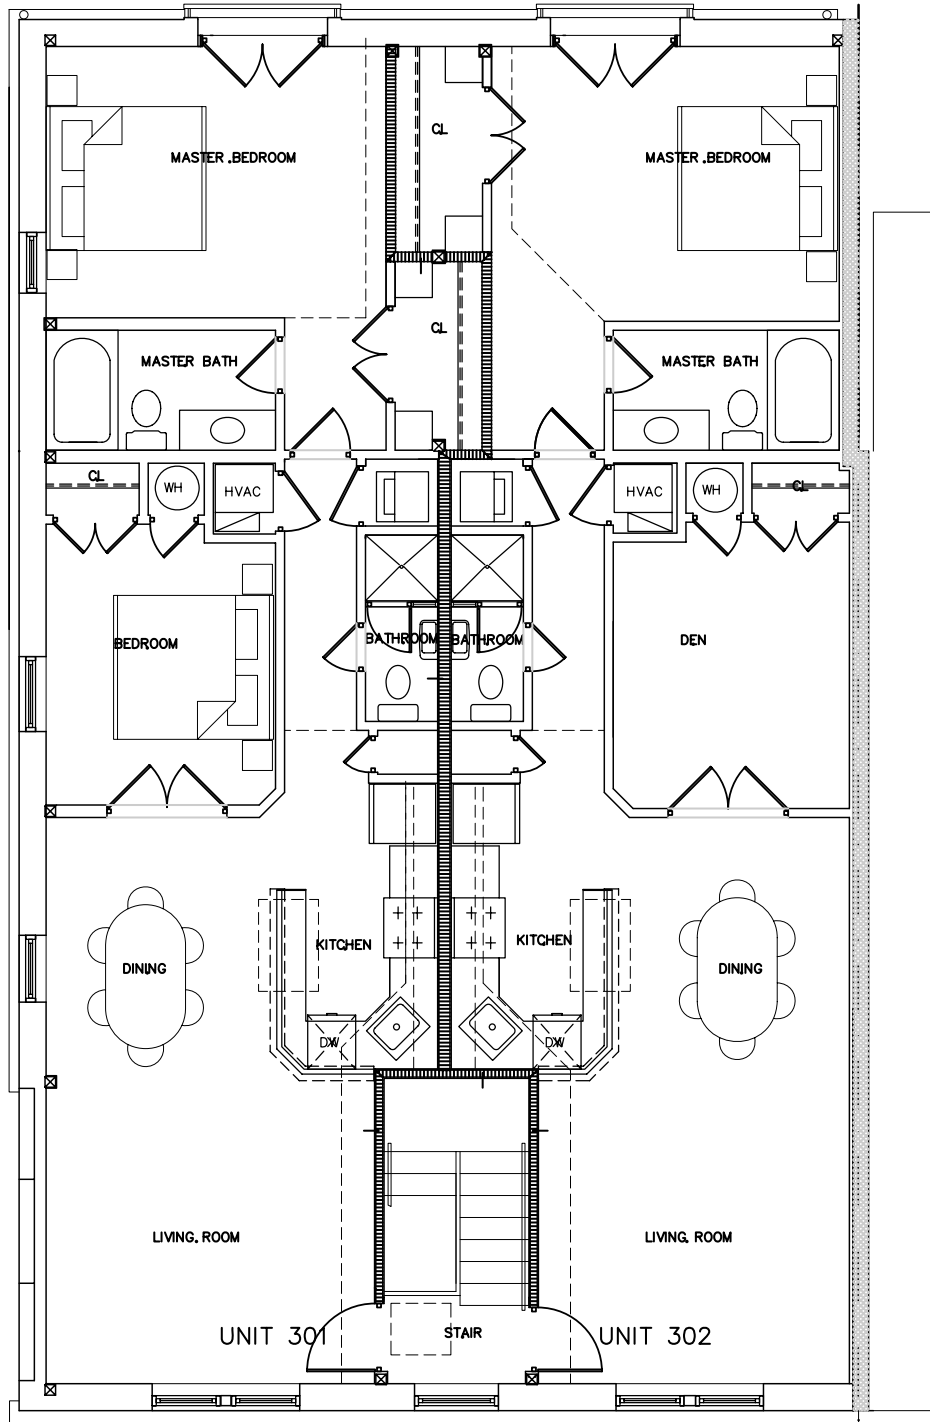 CL
MASTER BEDROOM
MASTER BEDROOM
CL
MASTER BATH
MASTER BATH
CL
WH
HVAC
HVAC
WH
CL
BEDROOM
BATHROOM
BATHROOM
DEN
KITCHEN
KITCHEN
DINING
DINING
DW
DW
LIVING ROOM
LIVING ROOM
UNIT 301
STAIR
UNIT 302